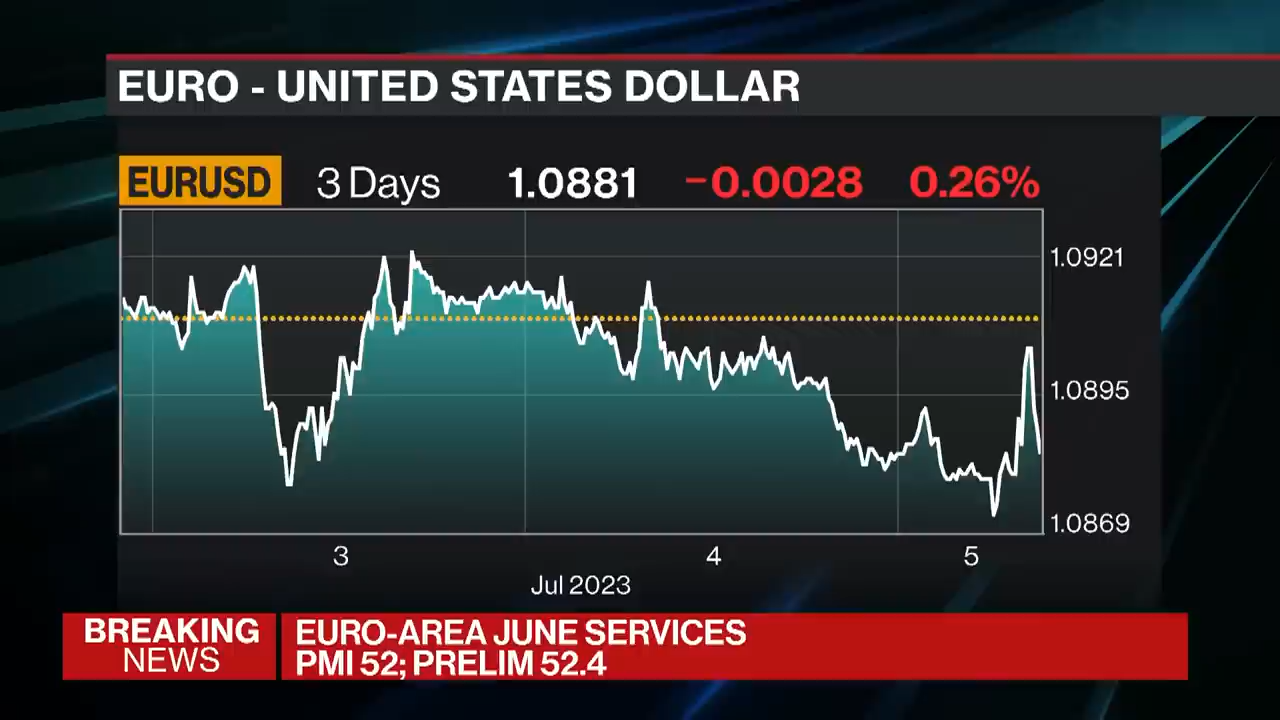 EURO - UNITED STATES DOLLAR
EURUSD 3 Days 1.0881 -0.0028 0.26%
1.0921
1.0895
1.0869
3 4 5
Jul 2023
BREAKING
NEWS
EURO-AREA JUNE SERVICES
PMI 52; PRELIM 52.4